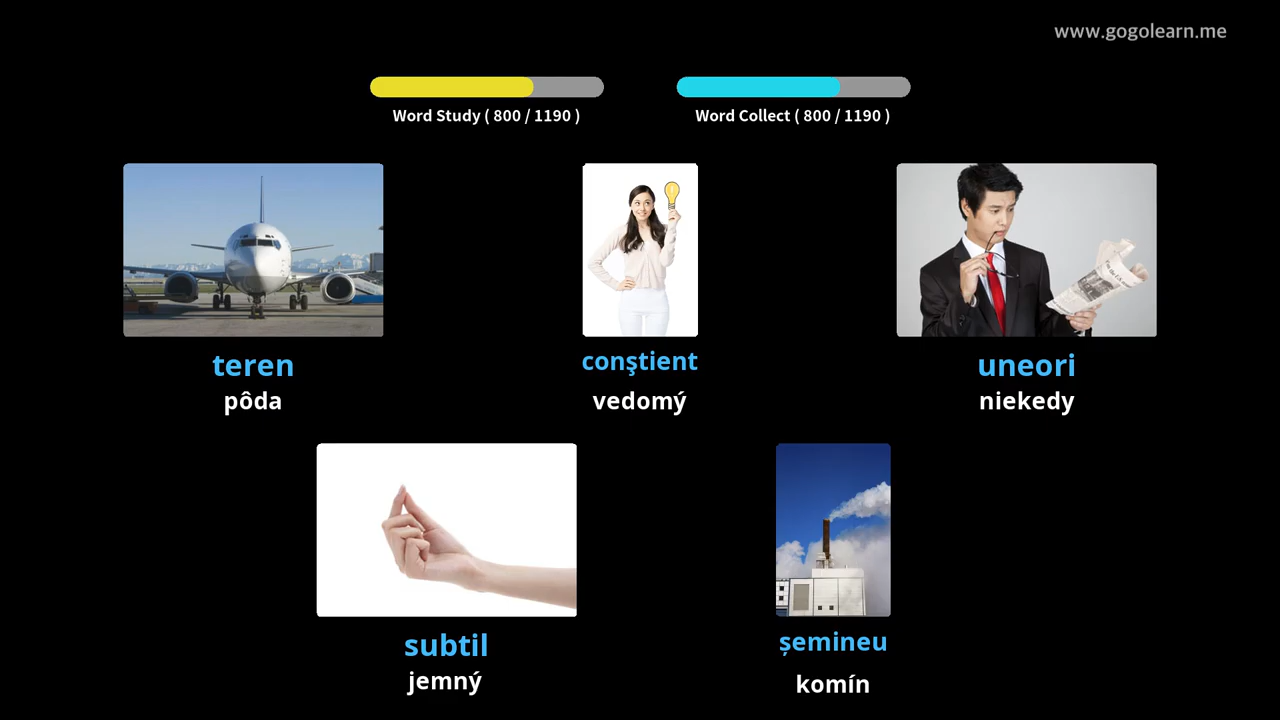 www.gogolearn.me
Word Study ( 800 / 1190 )
Word Collect ( 800 / 1190 )
teren
pôda
conştient
vedomý
uneori
niekedy
subtil
jemný
șemineu
komín